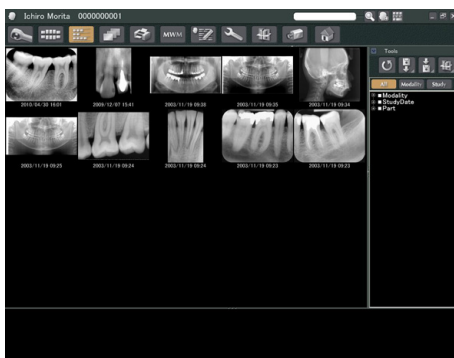 Ichiro Morita 0000000001
MWM
Tools
All Modality Study
Modality
StudyDate
Part
2010/04/30 16:01 2009/12/07 15:41 2003/11/19 09:38 2003/11/19 09:35 2003/11/19 09:34
2003/11/19 09:25 2003/11/19 09:24 2003/11/19 09:24 2003/11/19 09:23 2003/11/19 09:23